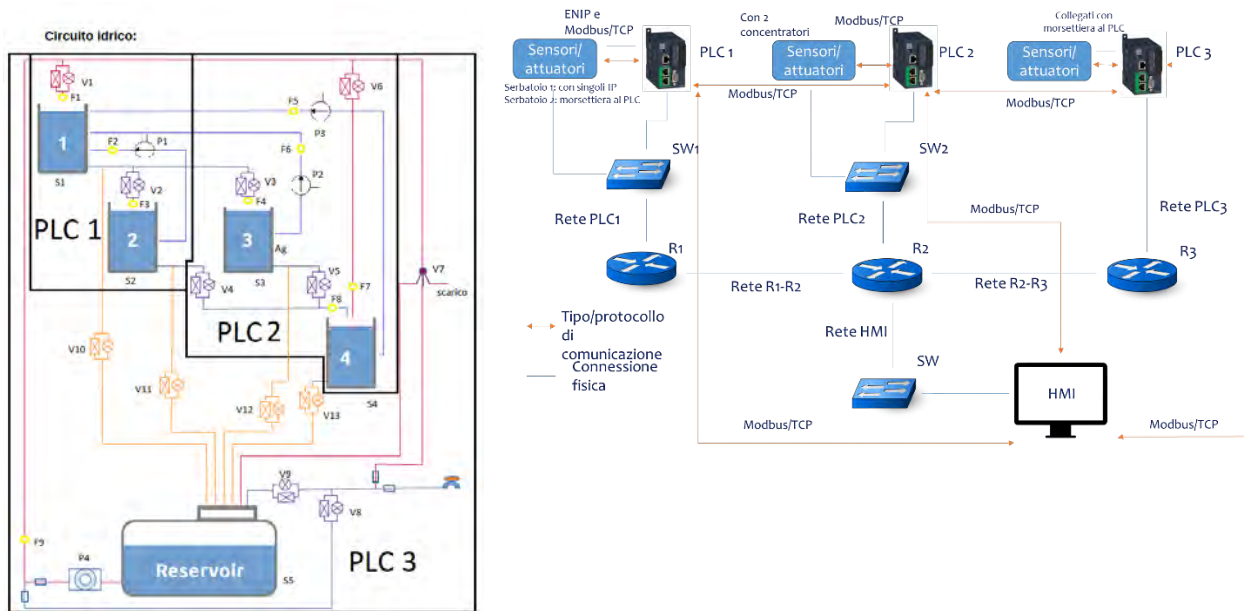 Circuito idrico:
V1
F1
1
S1
F2
P1
F5
P3
F6
P2
V6
V2
F3
V3
F4
PLC 1
2
S2
3
Ag
S3
V4
V5
F8
F7
V7
scarico
PLC 2
4
S4
V10
V11
V12
V13
V9
V8
F9
P4
Reservoir
S5
PLC 3
ENIP e
Modbus/TCP
Sensori/
attuatori
PLC 1
Serbatoio 1: con singoli IP
Serbatoio 2: morsettiera al PLC
Con 2
concentratori
Modbus/TCP
Sensori/
attuatori
PLC 2
Modbus/TCP
Collegati con
morsettiera al PLC
Sensori/
attuatori
PLC 3
Modbus/TCP
SW1
SW2
Rete PLC1
Rete PLC2
Modbus/TCP
Rete PLC3
R1
R2
R3
Rete R1-R2
Rete R2-R3
Tipo/protocollo
di
comunicazione
Connessione
fisica
Rete HMI
SW
HMI
Modbus/TCP
Modbus/TCP